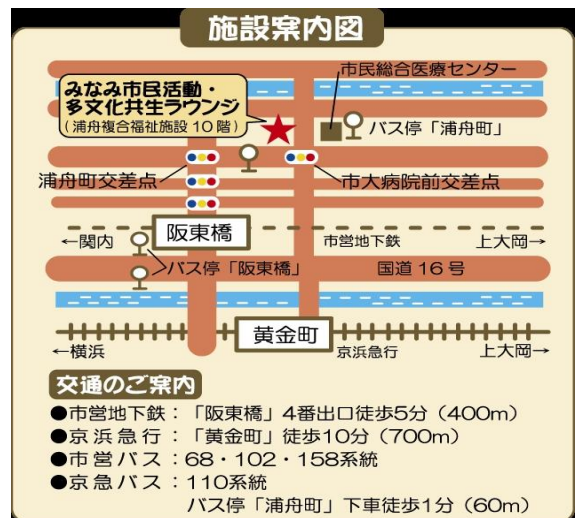 施設案内図
市民総合医療センター
みなみ市民活動・
多文化共生ラウンジ
(浦舟複合福祉施設10階)
バス停「浦舟町」
浦舟町交差点
市大病院前交差点
阪東橋
←関内
市営地下鉄
上大岡→
バス停「阪東橋」
国道16号
黄金町
←横浜
京浜急行
上大岡→
交通のご案内
●市営地下鉄：「阪東橋」4番出口徒歩5分（400m）
●京浜急行：「黄金町」徒歩10分（700m）
●市営バス：68・102・158系統
●京急バス：110系統
バス停「浦舟町」下車徒歩1分（60m）